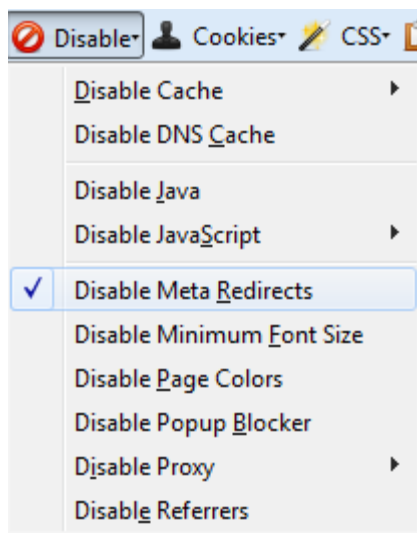 Disable Cookies CSS
Disable Cache
Disable DNS Cache
Disable Java
Disable JavaScript
Disable Meta Redirects
Disable Minimum Font Size
Disable Page Colors
Disable Popup Blocker
Disable Proxy
Disable Referrers